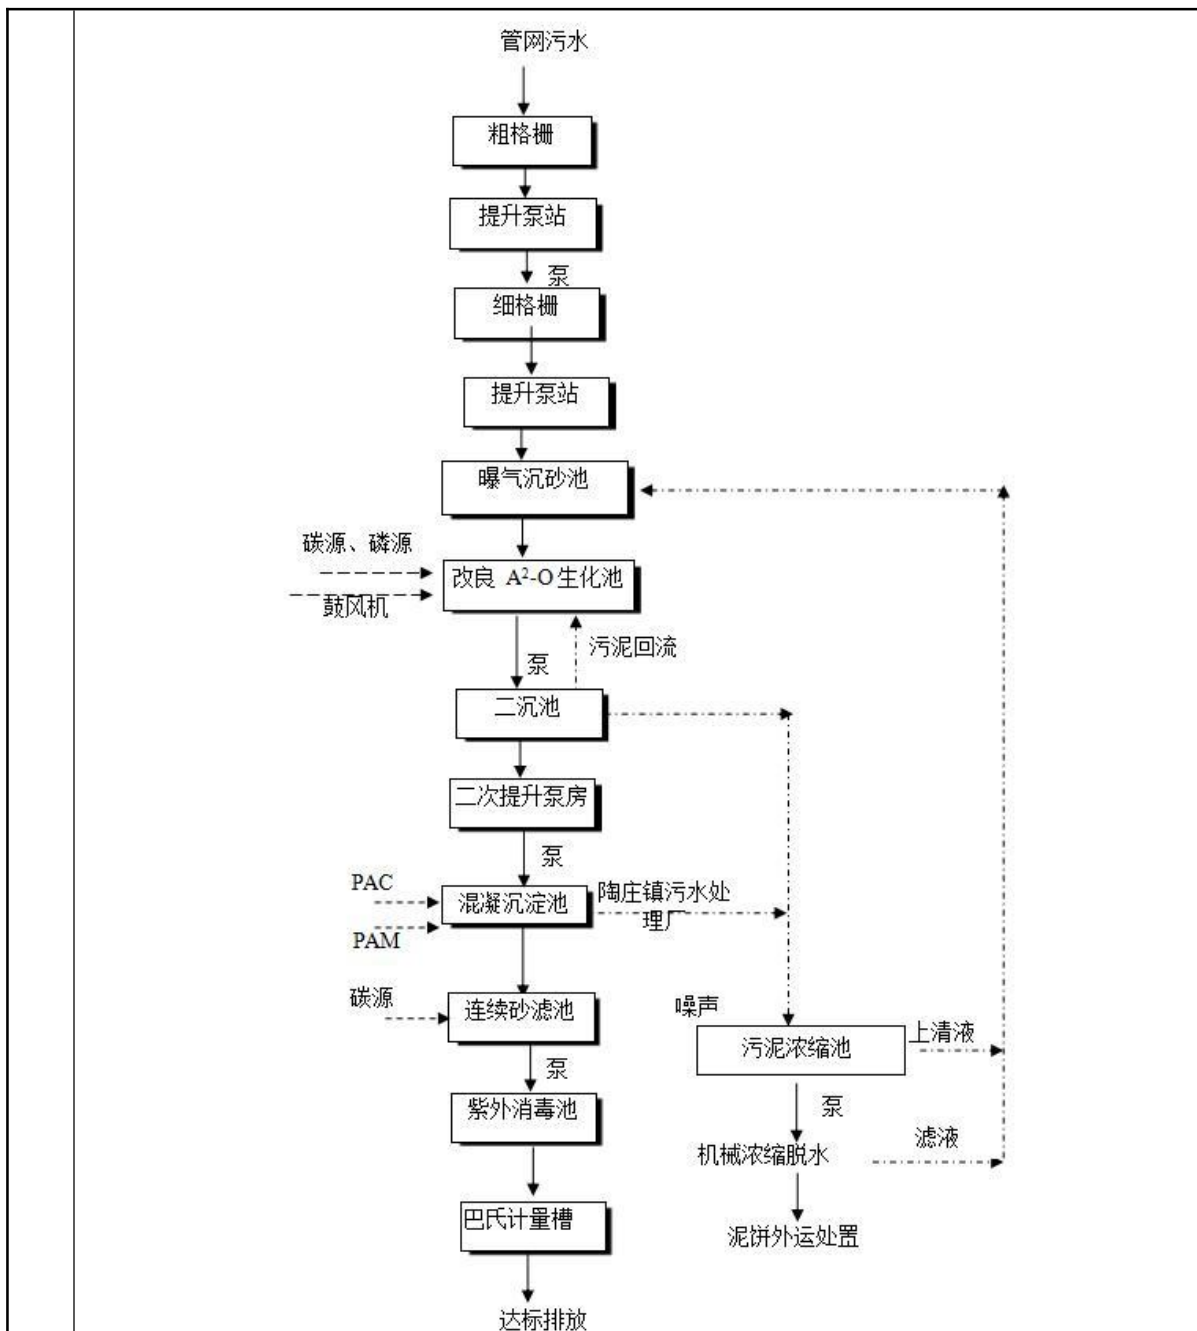 管网污水
粗格栅
提升泵站
泵
细格栅
提升泵站
曝气沉砂池
碳源、磷源
改良 A²-O 生化池
鼓风机
污泥回流
泵
二沉池
二次提升泵房
泵
PAC
混凝沉淀池
陶庄镇污水处
理厂
PAM
碳源
连续砂滤池
噪声
污泥浓缩池
上清液
泵
紫外消毒池
泵
机械浓缩脱水
滤液
巴氏计量槽
泥饼外运处置
达标排放